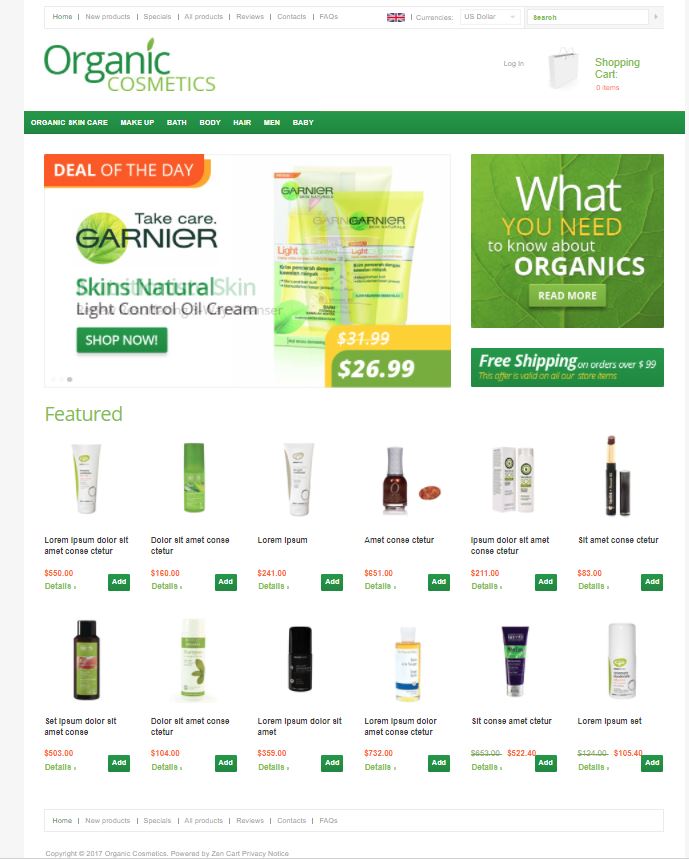 Home | New products | Specials | All products | Reviews | Contacts | FAQs
| Currencies: US Dollar Search
Organic
COSMETICS
Log In
Shopping
Cart:
0 items
ORGANIC SKIN CARE MAKE UP BATH BODY HAIR MEN BABY
DEAL OF THE DAY
Take care.
GARNIER
Skins Natural
Light Control Oil Cream
SHOP NOW!
GARNIER
GARNIER
Light
Light
$31.99
$26.99
What
YOU NEED
to know about
ORGANICS
READ MORE
Free Shipping on orders over $ 99
This offer is valid on all our store items
Featured
Lorem ipsum dolor sit
amet conse ctetur
$550.00
Add
Details
Dolor sit amet conse
ctetur
$160.00
Add
Details
Lorem ipsum
$241.00
Add
Details
Amet conse ctetur
$651.00
Add
Details
Ipsum dolor sit amet
conse ctetur
$211.00
Add
Details
Sit amet conse ctetur
$83.00
Add
Details
Set ipsum dolor sit
amet conse
$503.00
Add
Details
Dolor sit amet conse
ctetur
$104.00
Add
Details
Lorem ipsum dolor sit
amet
$359.00
Add
Details
Lorem ipsum dolor
amet conse ctetur
$732.00
Add
Details
Sit conse amet ctetur
$653.00 $522.40
Add
Details
Lorem ipsum set
$124.00 $105.40
Add
Details
Home | New products | Specials | All products | Reviews | Contacts | FAQs
Copyright © 2017 Organic Cosmetics. Powered by Zen Cart Privacy Notice